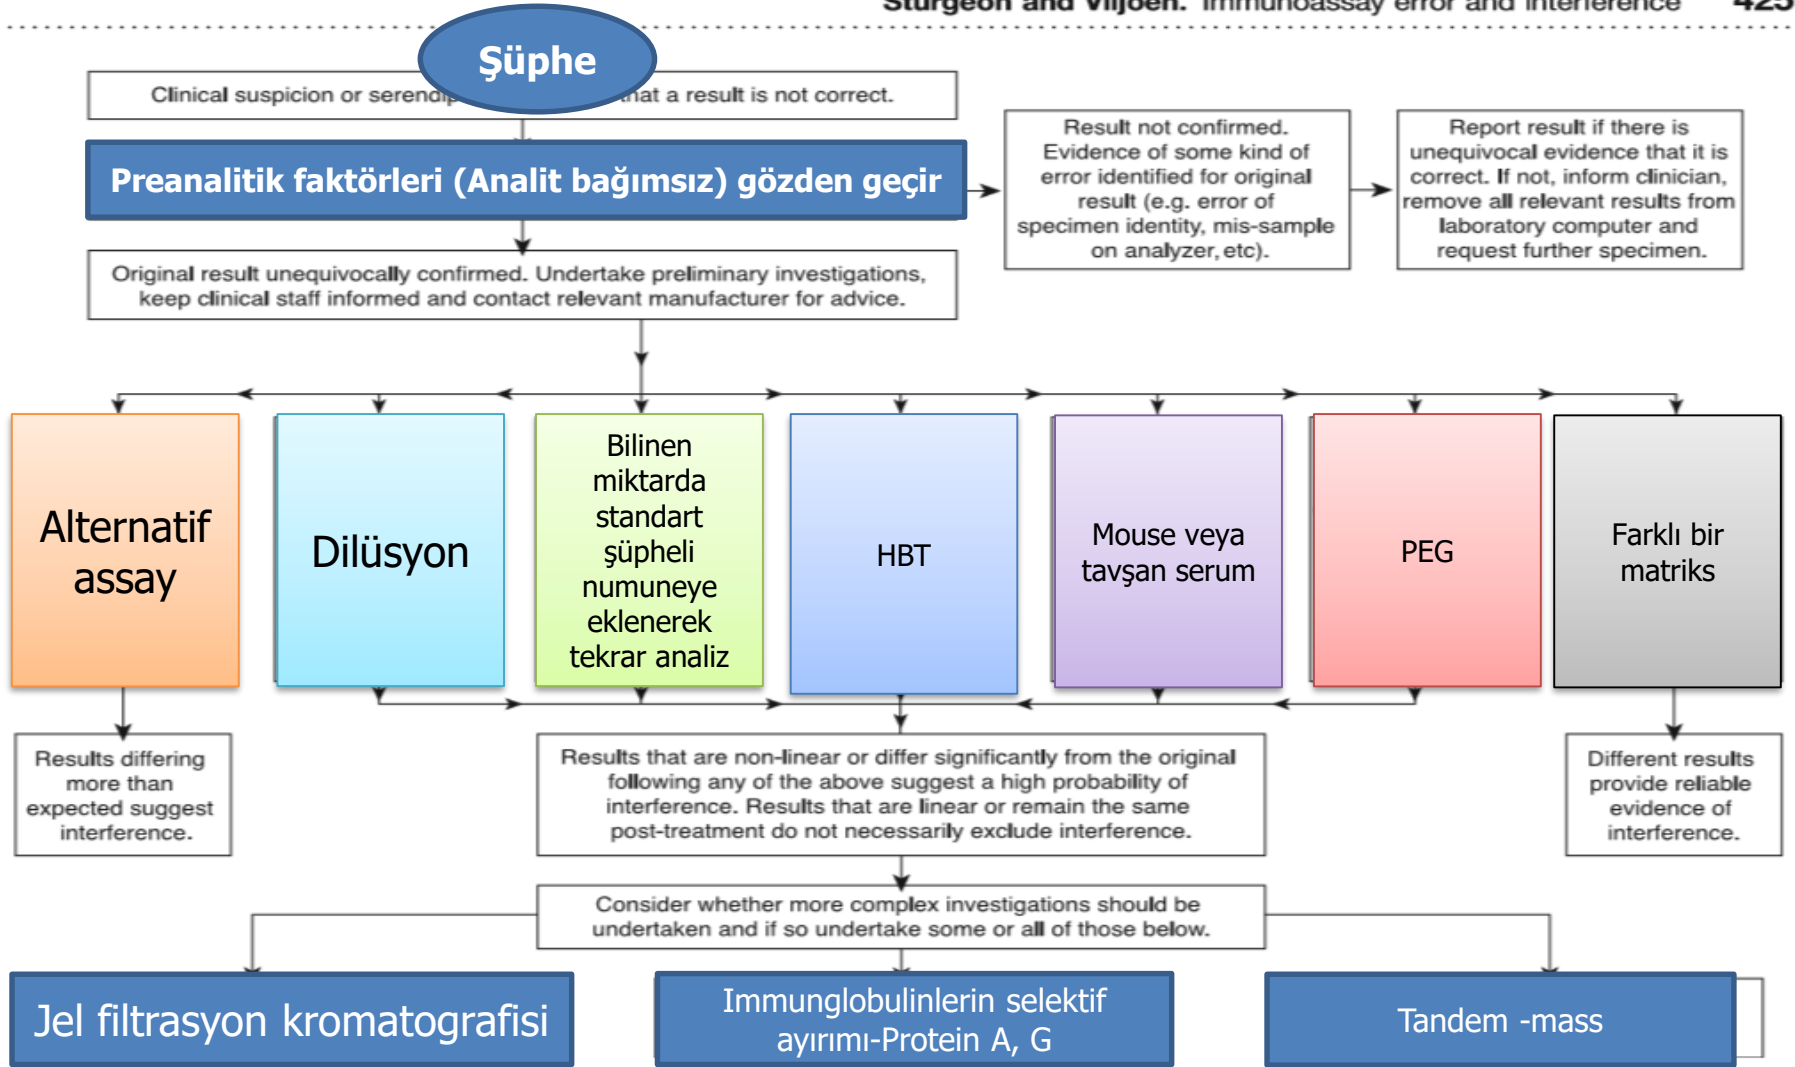 Sturgeon and Viljoen. Immunoassay error and interference 425
Şüphe
Clinical suspicion or serendip
hat a result is not correct.
Preanalitik faktörleri (Analit bağımsız) gözden geçir
Result not confirmed.
Evidence of some kind of
error identified for original
result (e.g. error of
specimen identity, mis-sample
on analyzer, etc).
Report result if there is
unequivocal evidence that it is
correct. If not, inform clinician,
remove all relevant results from
laboratory computer and
request further specimen.
Original result unequivocally confirmed. Undertake preliminary investigations,
keep clinical staff informed and contact relevant manufacturer for advice.
Alternatif
assay
Dilüsyon
Bilinen
miktarda
standart
şüpheli
numuneye
eklenerek
tekrar analiz
HBT
Mouse veya
tavşan serum
PEG
Farklı bir
matriks
Results differing
more than
expected suggest
interference.
Results that are non-linear or differ significantly from the original
following any of the above suggest a high probability of
interference. Results that are linear or remain the same
post-treatment do not necessarily exclude interference.
Different results
provide reliable
evidence of
interference.
Consider whether more complex investigations should be
undertaken and if so undertake some or all of those below.
Jel filtrasyon kromatografisi
Immunglobulinlerin selektif
ayırımı-Protein A, G
Tandem -mass